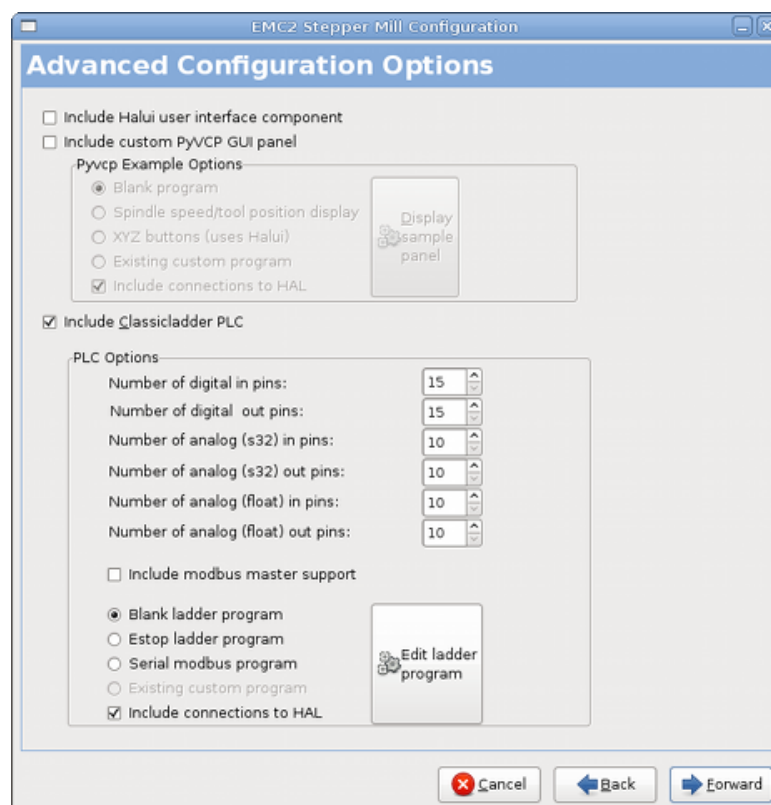 EMC2 Stepper Mill Configuration
Advanced Configuration Options
Include Halui user interface component
Include custom PyVCP GUI panel
Pyvcp Example Options
Blank program
Spindle speed/tool position display
XYZ buttons (uses Halui)
Existing custom program
Include connections to HAL
Display
sample
panel
Include Classicladder PLC
PLC Options
Number of digital in pins: 15
Number of digital out pins: 15
Number of analog (s32) in pins: 10
Number of analog (s32) out pins: 10
Number of analog (float) in pins: 10
Number of analog (float) out pins: 10
Include modbus master support
Blank ladder program
Estop ladder program
Serial modbus program
Existing custom program
Include connections to HAL
Edit ladder
program
Cancel Back Forward